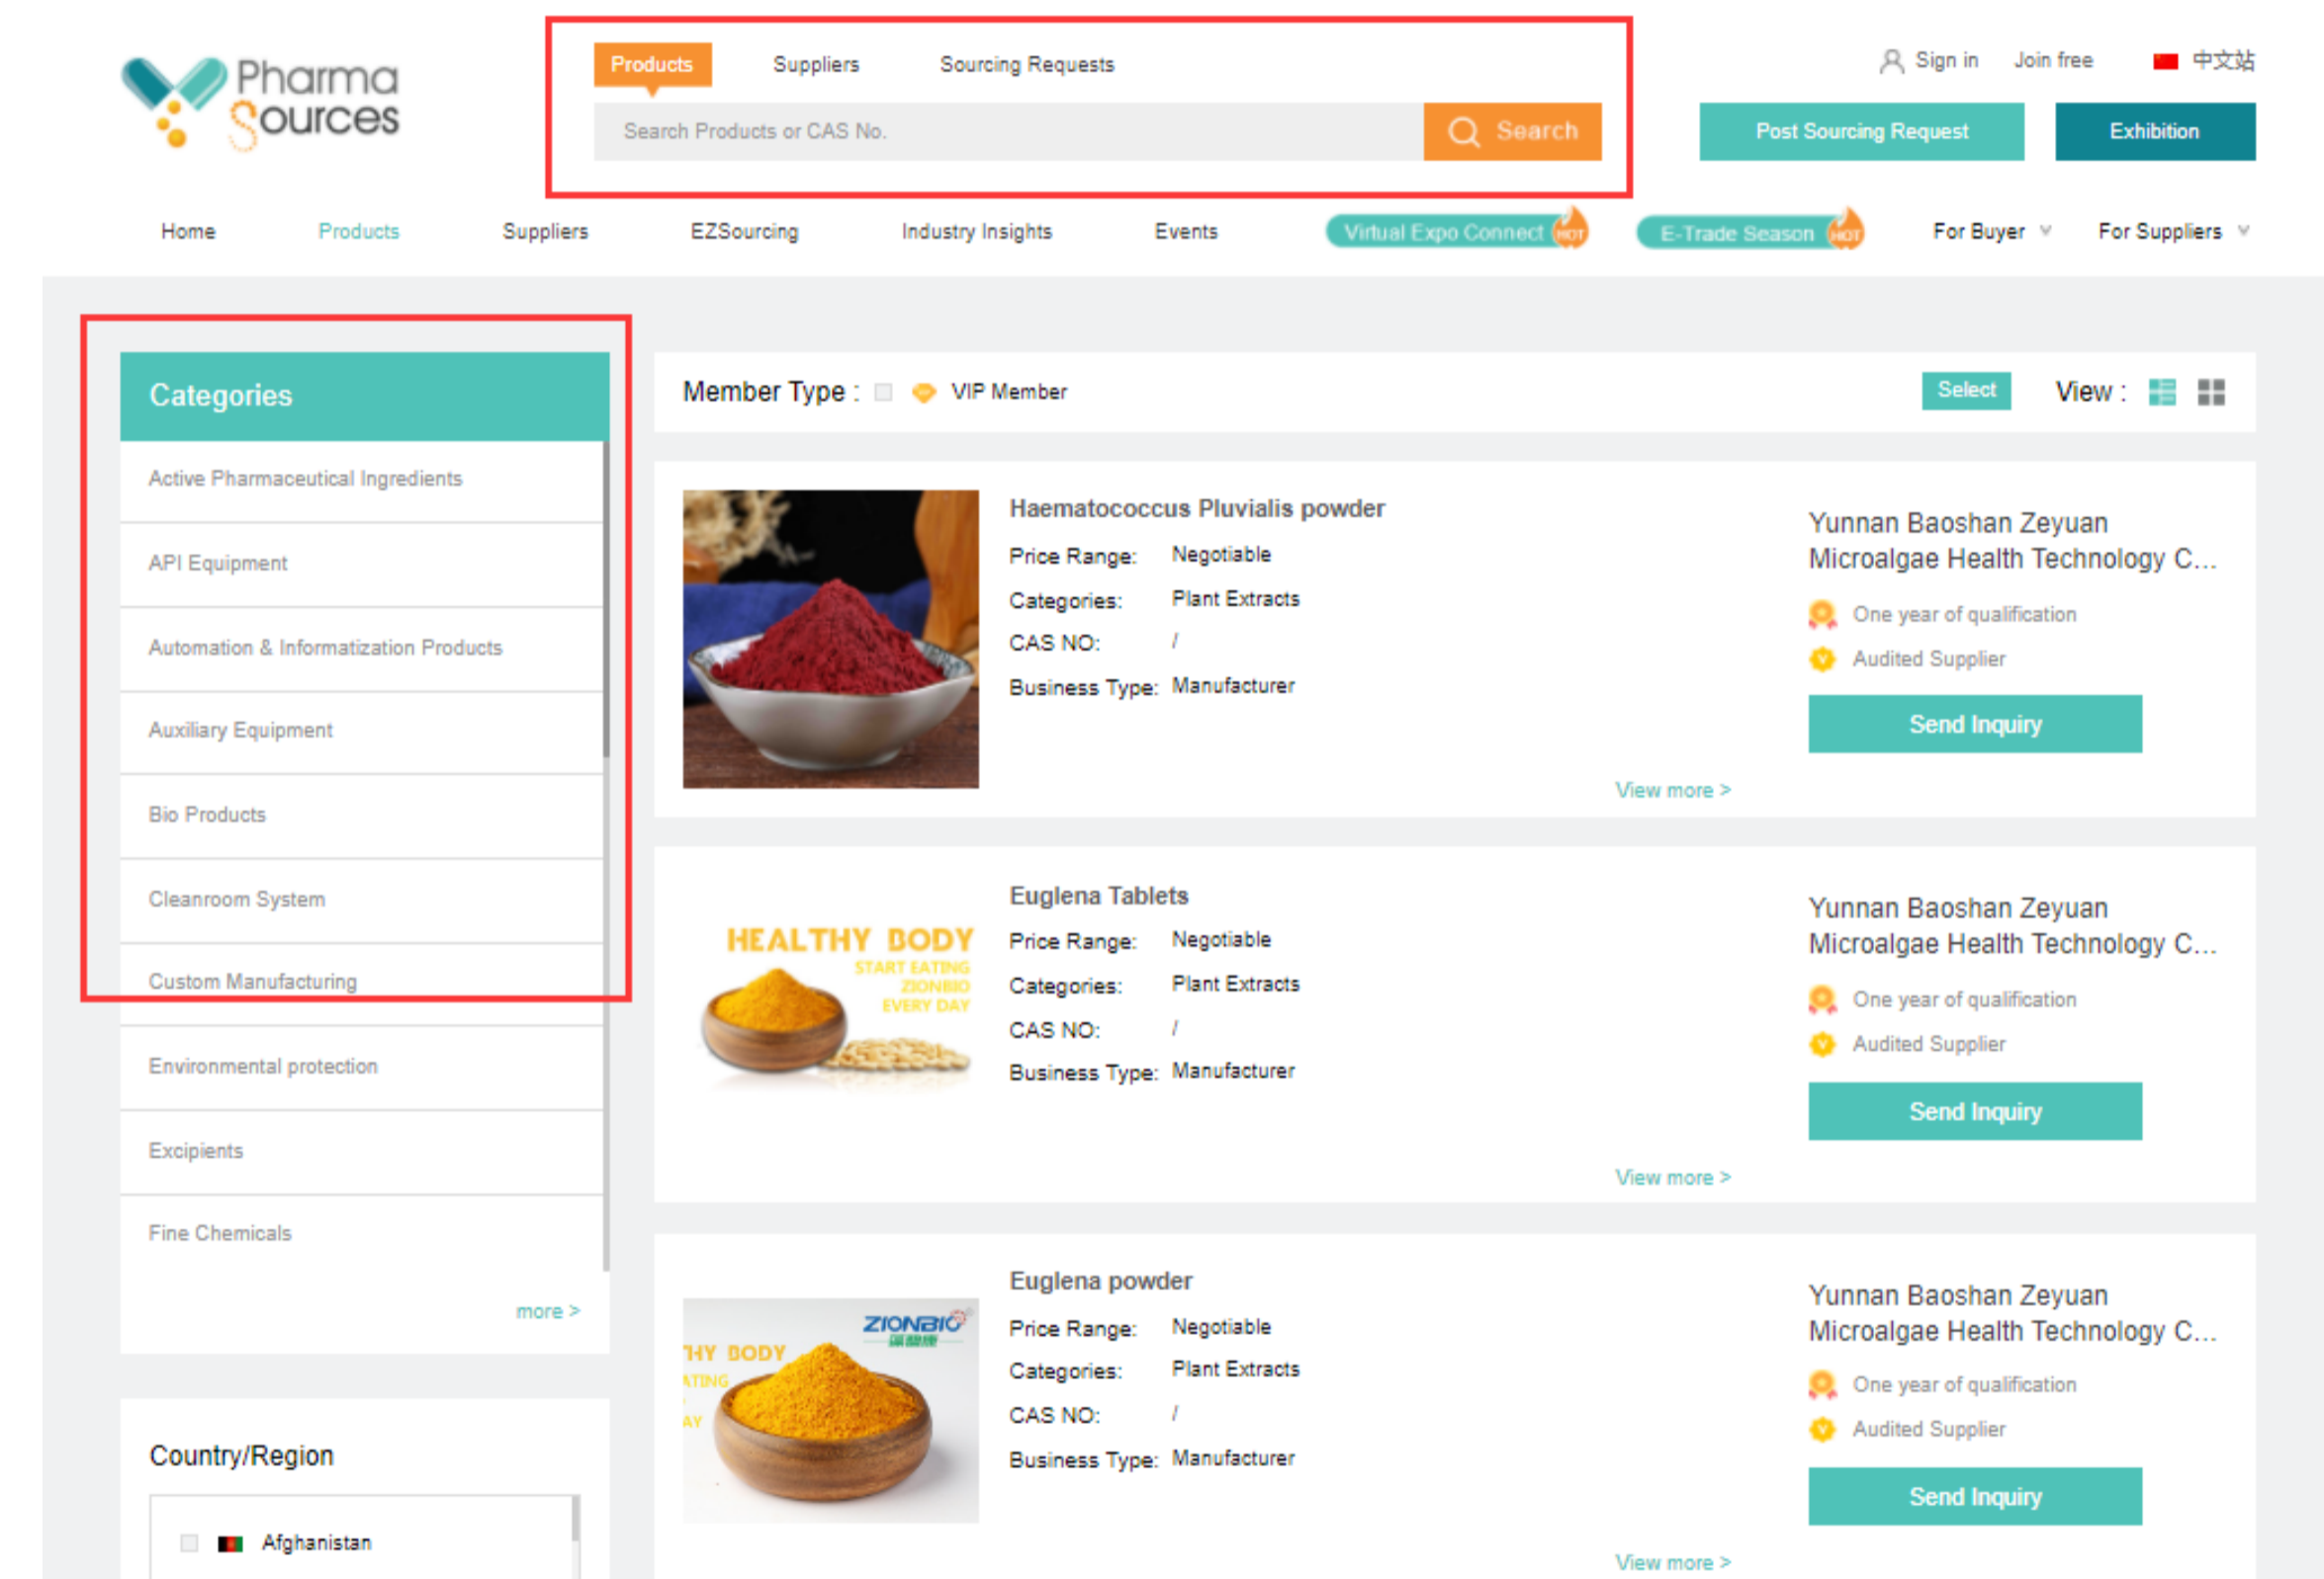 Pharma
Sources
Products
Suppliers
Sourcing Requests
Search Products or CAS No.
Search
Sign in
Join free
中文站
Post Sourcing Request
Exhibition
Home
Products
Suppliers
EZSourcing
Industry Insights
Events
Virtual Expo Connect HOT
E-Trade Season HOT
For Buyer
For Suppliers
Categories
Active Pharmaceutical Ingredients
API Equipment
Automation & Informatization Products
Auxiliary Equipment
Bio Products
Cleanroom System
Custom Manufacturing
Environmental protection
Excipients
Fine Chemicals
more >
Country/Region
Afghanistan
Member Type :
VIP Member
Select
View :
Haematococcus Pluvialis powder
Price Range: Negotiable
Categories: Plant Extracts
CAS NO: /
Business Type: Manufacturer
View more >
Yunnan Baoshan Zeyuan
Microalgae Health Technology C...
One year of qualification
Audited Supplier
Send Inquiry
HEALTHY BODY
START EATING
ZIONBIO
EVERY DAY
Euglena Tablets
Price Range: Negotiable
Categories: Plant Extracts
CAS NO: /
Business Type: Manufacturer
View more >
Yunnan Baoshan Zeyuan
Microalgae Health Technology C...
One year of qualification
Audited Supplier
Send Inquiry
ZIONBIO
THY BODY
ATING
AY
Euglena powder
Price Range: Negotiable
Categories: Plant Extracts
CAS NO: /
Business Type: Manufacturer
View more >
Yunnan Baoshan Zeyuan
Microalgae Health Technology C...
One year of qualification
Audited Supplier
Send Inquiry